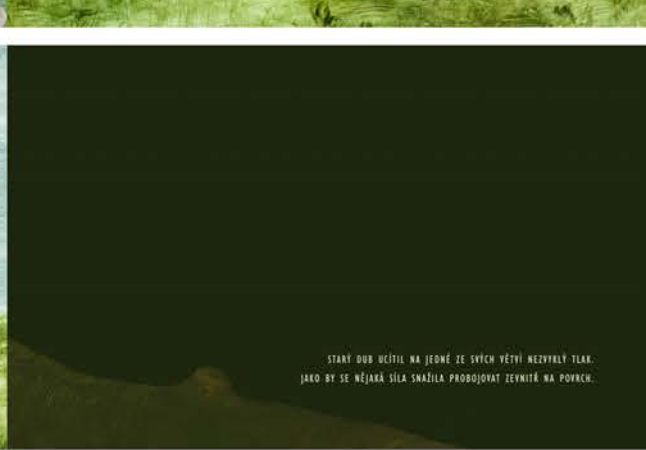 STARÝ DUB UCÍTIL NA JEDNÉ ZE SVÝCH VĚTVÍ NEZVYKLÝ TLAK.
JAKO BY SE NĚJAKÁ SÍLA SNAŽILA PROBOJOVAT ZEVNITŘ NA POVRCH.